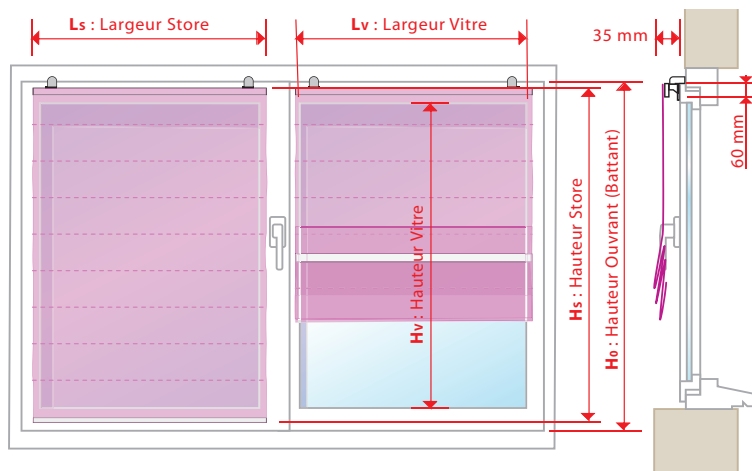 Ls : Largeur Store
Lv : Largeur Vitre
35 mm
60 mm
Hv : Hauteur Vitre
Hs : Hauteur Store
Ho : Hauteur Ouvrant (Battant)